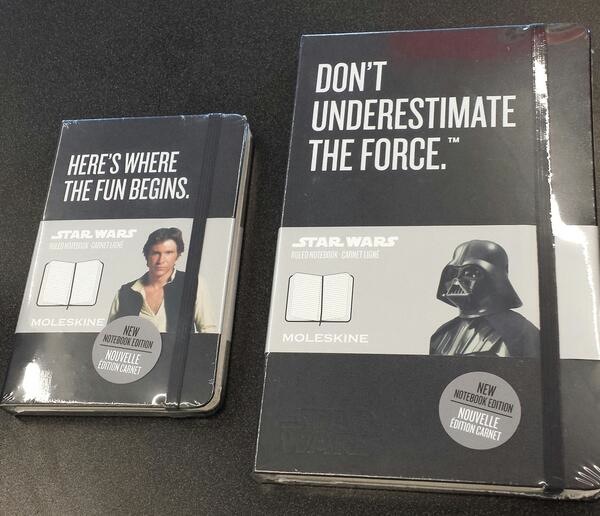 HERE'S WHERE
THE FUN BEGINS.
STAR WARS
RULED NOTEBOOK - CARNET LIGNÉ
MOLESKINE
NEW
NOTEBOOK EDITION
NOUVELLE
ÉDITION CARNET
DON'T
UNDERESTIMATE
THE FORCE.™
STAR WARS
RULED NOTEBOOK - CARNET LIGNÉ
MOLESKINE
NEW
NOTEBOOK EDITION
NOUVELLE
ÉDITION CARNET
WARS